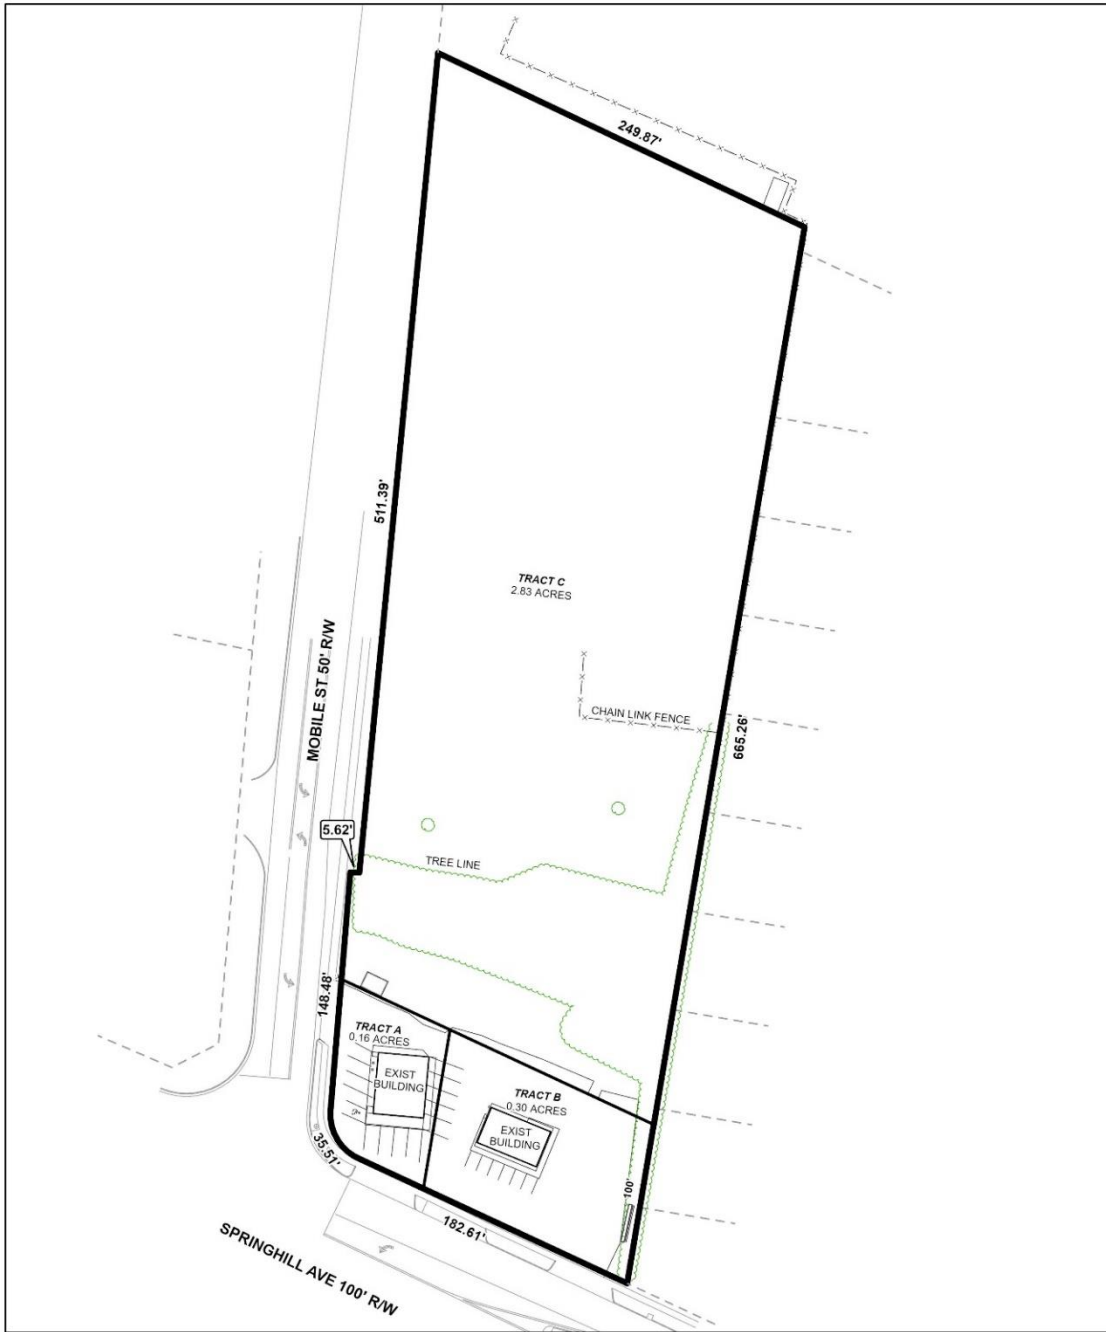 249.87'
511.39'
TRACT C
2.83 ACRES
MOBILE ST 50' R/W
CHAIN LINK FENCE
665.26'
5.62'
TREE LINE
148.48'
TRACT A
0.16 ACRES
EXIST
BUILDING
TRACT B
0.30 ACRES
EXIST
BUILDING
35.51'
100'
182.61'
SPRINGHILL AVE 100' R/W